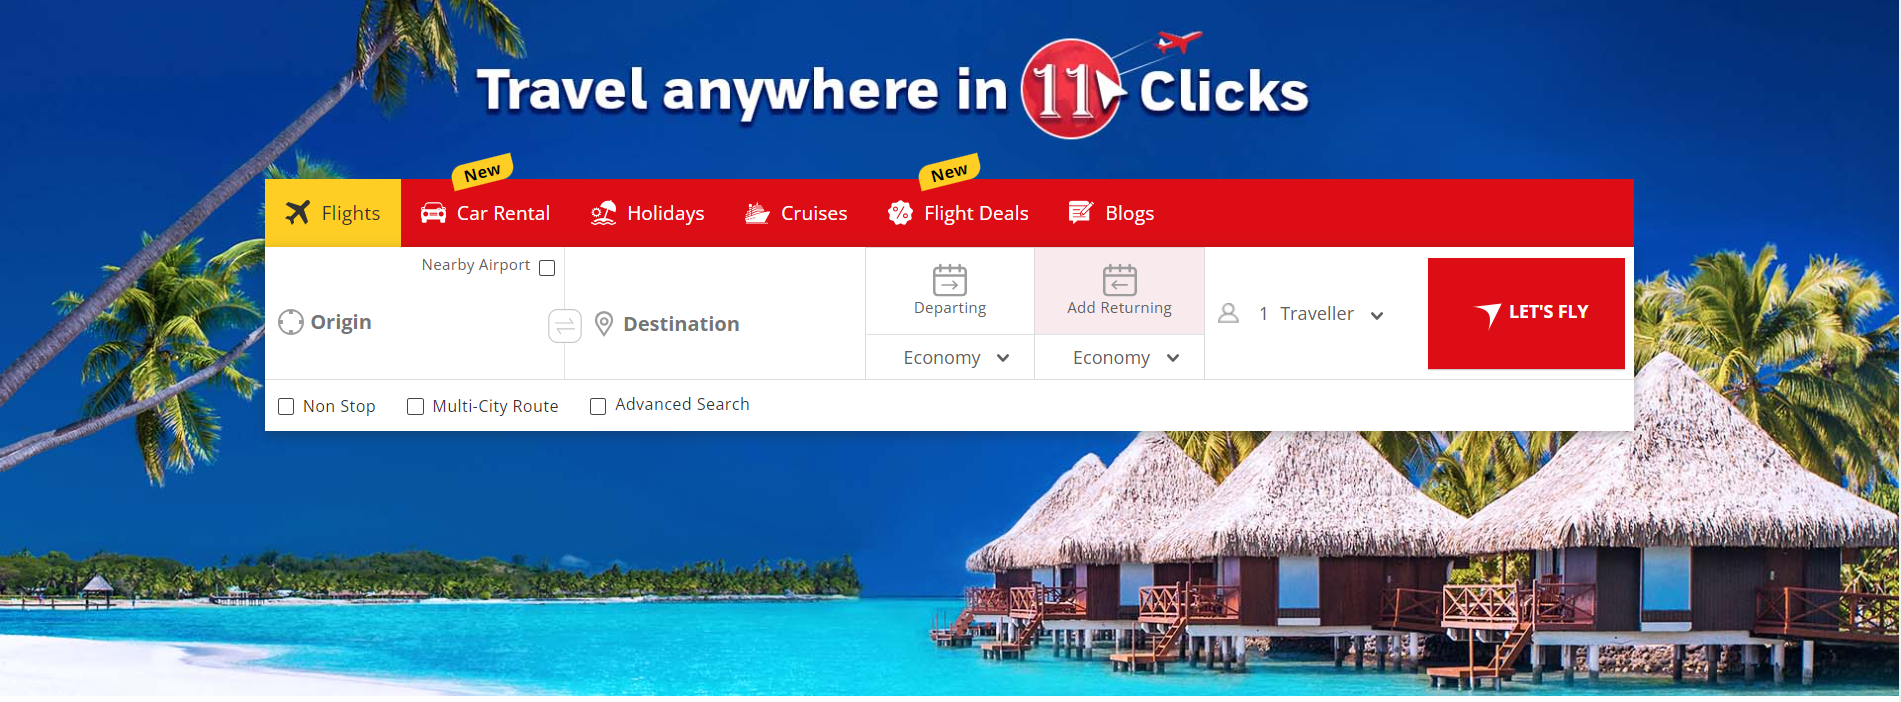 Travel anywhere in 11 Clicks
New
New
Flights
Car Rental
Holidays
Cruises
Flight Deals
Blogs
Nearby Airport
Origin
Destination
Departing
Economy
Add Returning
Economy
1 Traveller
LET'S FLY
Non Stop
Multi-City Route
Advanced Search